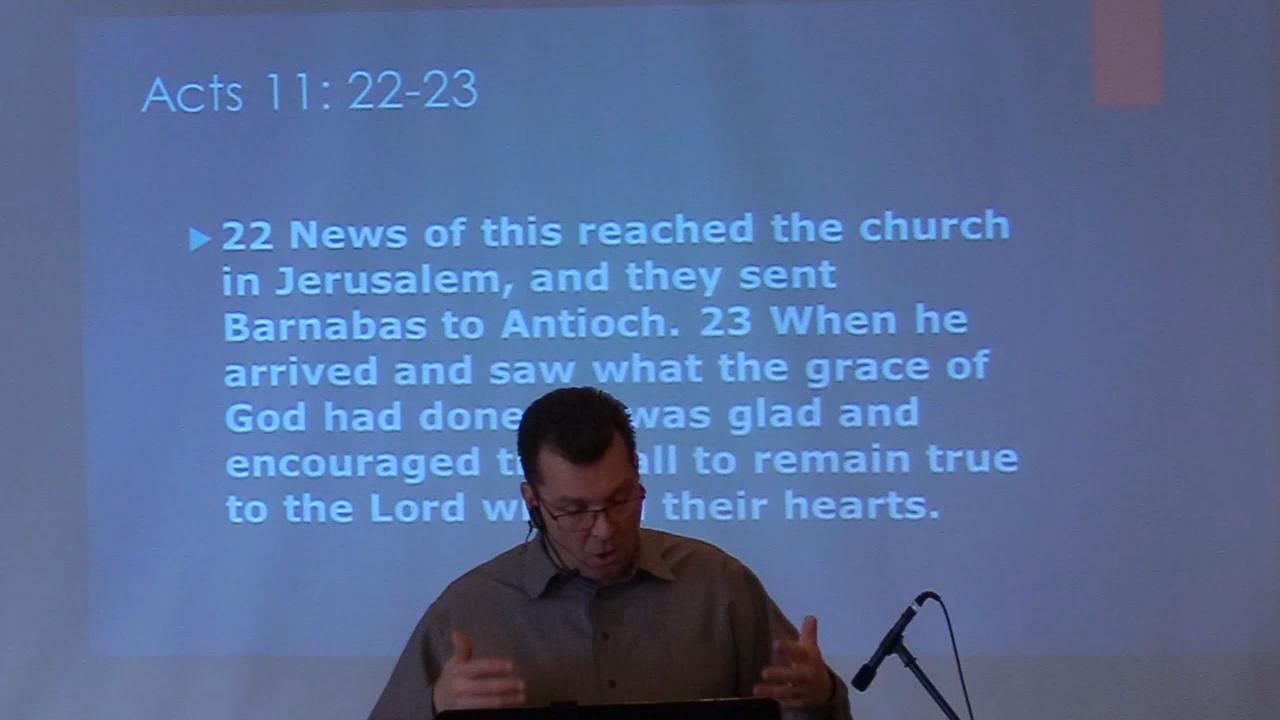 Acts 11: 22-23
22 News of this reached the church
in Jerusalem, and they sent
Barnabas to Antioch. 23 When he
arrived and saw what the grace of
God had done was glad and
encouraged all to remain true
to the Lord their hearts.